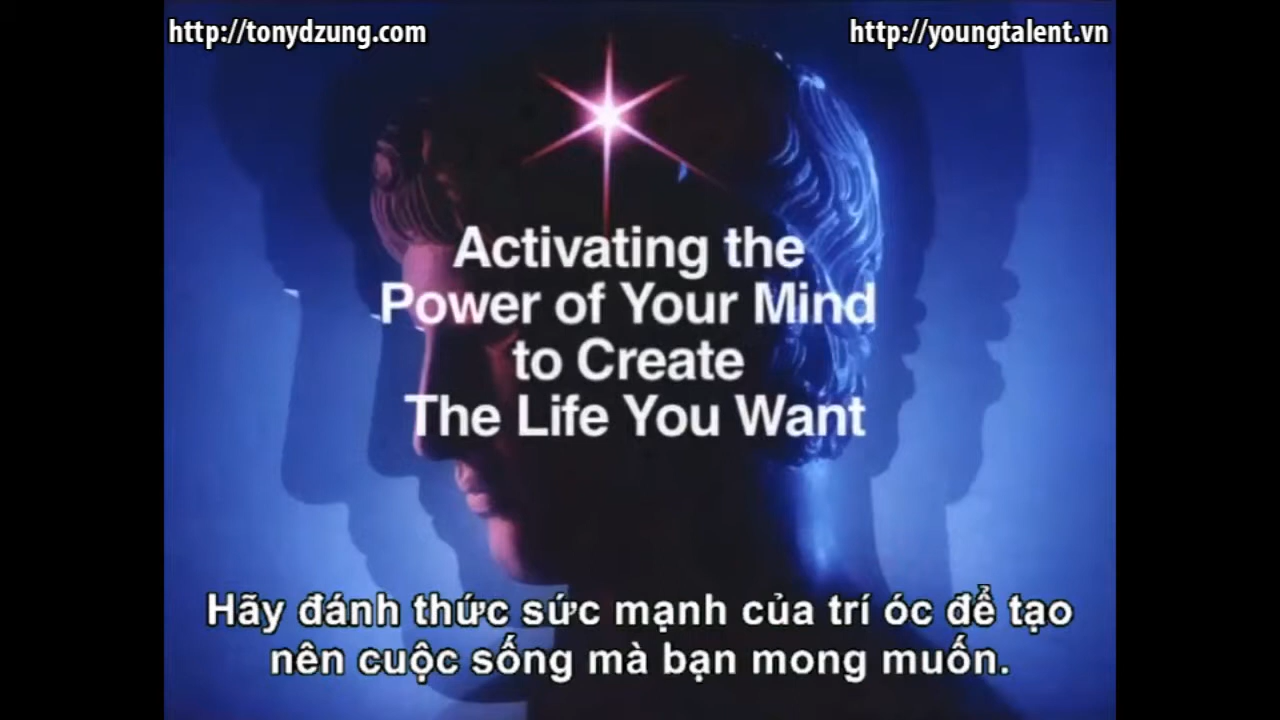 http://tonydzung.com
http://youngtalent.vn
Activating the
Power of Your Mind
to Create
The Life You Want
Hãy đánh thức sức mạnh của trí óc để tạo
nên cuộc sống mà bạn mong muốn.